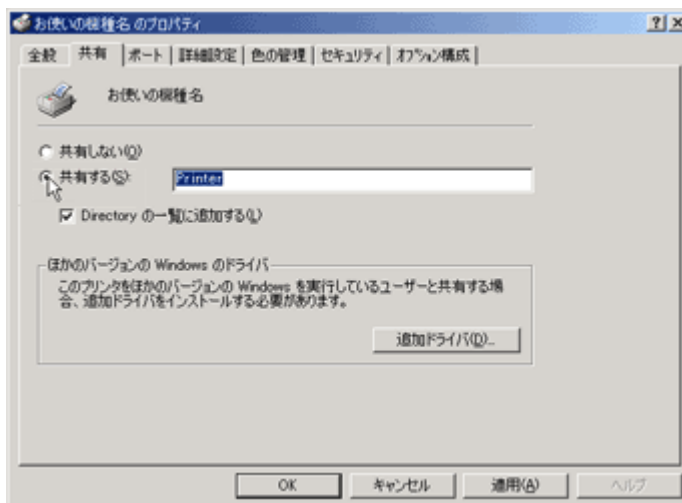 お使いの機種名 のプロパティ
全般 共有 ポート 詳細設定 色の管理 セキュリティ オプション構成
お使いの機種名
共有しない(O)
共有する(S): Printer
Directory の一覧に追加する(L)
ほかのバージョンの Windows のドライバ
このプリンタをほかのバージョンの Windows を実行しているユーザーと共有する場
合、追加ドライバをインストールする必要があります。
追加ドライバ(D)...
OK キャンセル 適用(A) ヘルプ